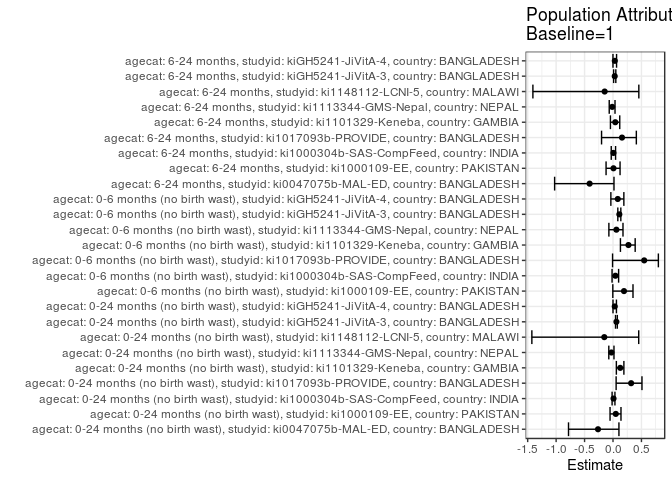 Population Attribut
Baseline=1
agecat: 6-24 months, studyid: kiGH5241-JiVitA-4, country: BANGLADESH
agecat: 6-24 months, studyid: kiGH5241-JiVitA-3, country: BANGLADESH
agecat: 6-24 months, studyid: ki1148112-LCNI-5, country: MALAWI
agecat: 6-24 months, studyid: ki1113344-GMS-Nepal, country: NEPAL
agecat: 6-24 months, studyid: ki1101329-Keneba, country: GAMBIA
agecat: 6-24 months, studyid: ki1017093b-PROVIDE, country: BANGLADESH
agecat: 6-24 months, studyid: ki1000304b-SAS-CompFeed, country: INDIA
agecat: 6-24 months, studyid: ki1000109-EE, country: PAKISTAN
agecat: 6-24 months, studyid: ki0047075b-MAL-ED, country: BANGLADESH
agecat: 0-6 months (no birth wast), studyid: kiGH5241-JiVitA-4, country: BANGLADESH
agecat: 0-6 months (no birth wast), studyid: kiGH5241-JiVitA-3, country: BANGLADESH
agecat: 0-6 months (no birth wast), studyid: ki1113344-GMS-Nepal, country: NEPAL
agecat: 0-6 months (no birth wast), studyid: ki1101329-Keneba, country: GAMBIA
agecat: 0-6 months (no birth wast), studyid: ki1017093b-PROVIDE, country: BANGLADESH
agecat: 0-6 months (no birth wast), studyid: ki1000304b-SAS-CompFeed, country: INDIA
agecat: 0-6 months (no birth wast), studyid: ki1000109-EE, country: PAKISTAN
agecat: 0-24 months (no birth wast), studyid: kiGH5241-JiVitA-4, country: BANGLADESH
agecat: 0-24 months (no birth wast), studyid: kiGH5241-JiVitA-3, country: BANGLADESH
agecat: 0-24 months (no birth wast), studyid: ki1148112-LCNI-5, country: MALAWI
agecat: 0-24 months (no birth wast), studyid: ki1113344-GMS-Nepal, country: NEPAL
agecat: 0-24 months (no birth wast), studyid: ki1101329-Keneba, country: GAMBIA
agecat: 0-24 months (no birth wast), studyid: ki1017093b-PROVIDE, country: BANGLADESH
agecat: 0-24 months (no birth wast), studyid: ki1000304b-SAS-CompFeed, country: INDIA
agecat: 0-24 months (no birth wast), studyid: ki1000109-EE, country: PAKISTAN
agecat: 0-24 months (no birth wast), studyid: ki0047075b-MAL-ED, country: BANGLADESH
-1.5 -1.0 -0.5 0.0 0.5
Estimate